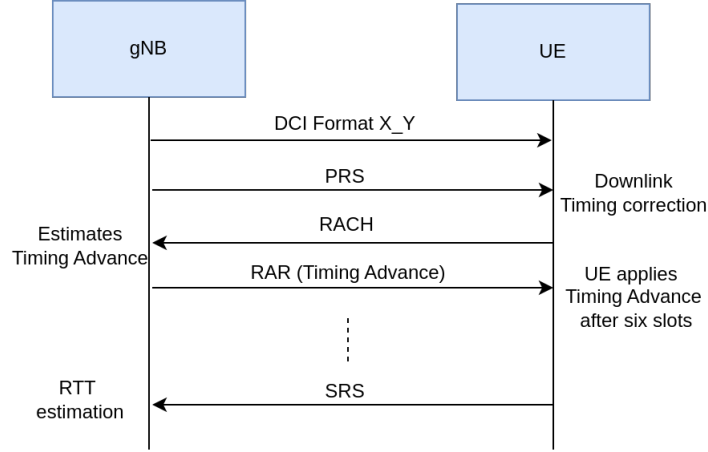 gNB
UE
DCI Format X_Y
PRS
Downlink
Timing correction
RACH
Estimates
Timing Advance
RAR (Timing Advance)
UE applies
Timing Advance
after six slots
SRS
RTT
estimation